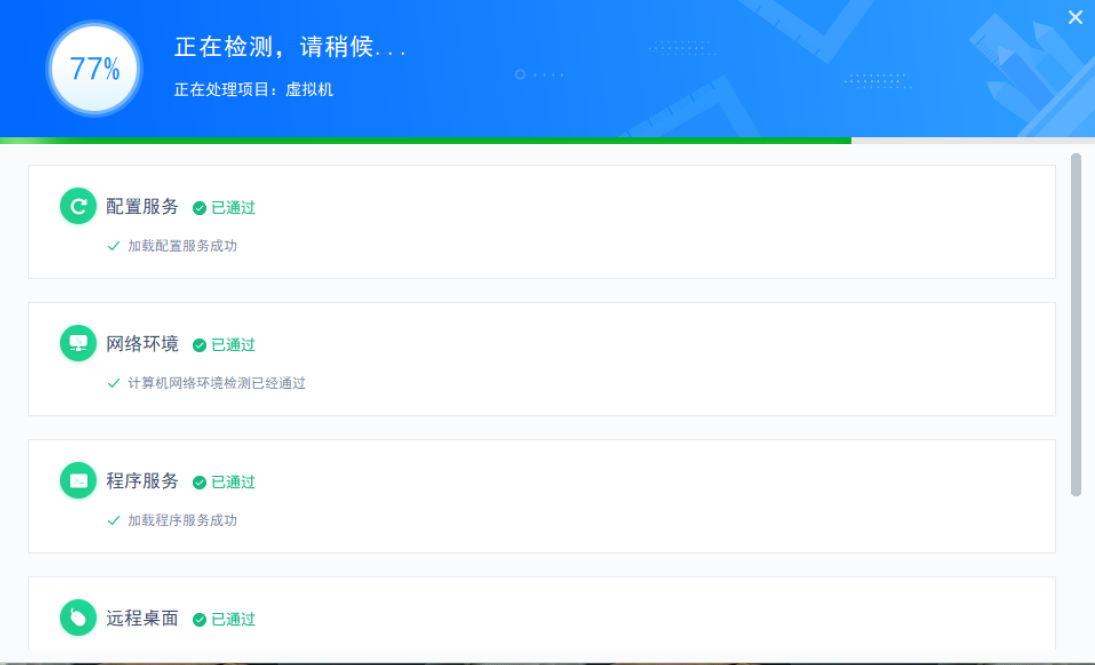 77%
正在检测，请稍候...
正在处理项目：虚拟机
配置服务 已通过
加载配置服务成功
网络环境 已通过
计算机网络环境检测已经通过
程序服务 已通过
加载程序服务成功
远程桌面 已通过